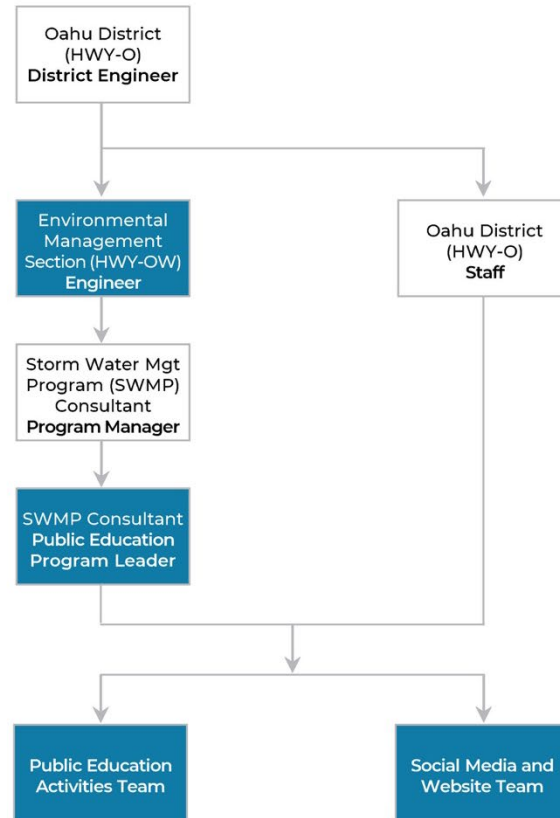 Oahu District
(HWY-O)
District Engineer
Environmental
Management
Section (HWY-OW)
Engineer
Oahu District
(HWY-O)
Staff
Storm Water Mgt
Program (SWMP)
Consultant
Program Manager
SWMP Consultant
Public Education
Program Leader
Public Education
Activities Team
Social Media and
Website Team